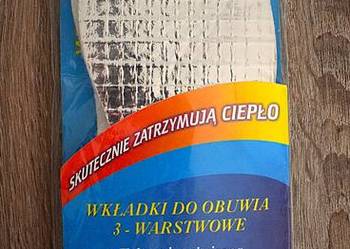 SKUTECZNIE ZATRZYMUJĄ CIEPŁO
WKŁADKI DO OBUWIA
3 - WARSTWOWE